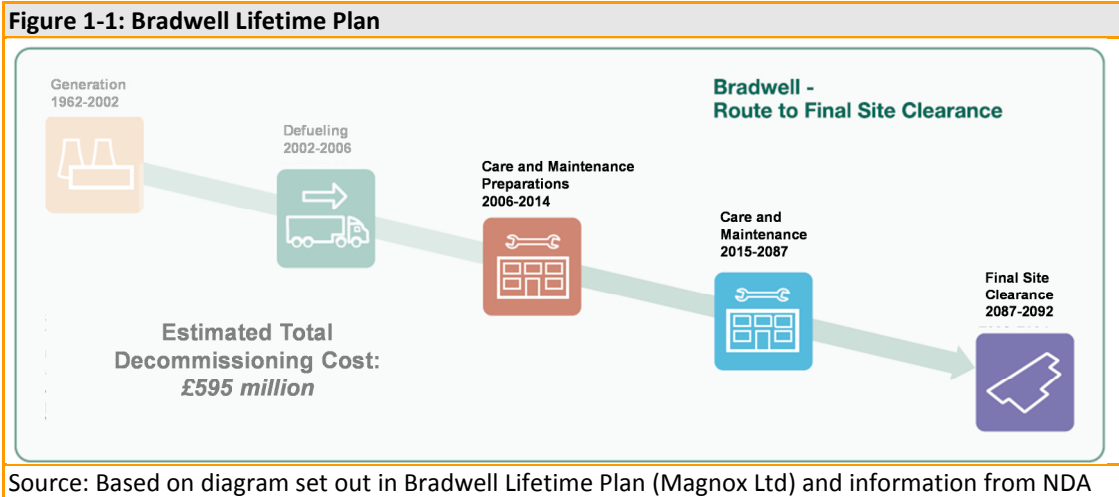 Figure 1-1: Bradwell Lifetime Plan
Generation
1962-2002
Defueling
2002-2006
Care and Maintenance
Preparations
2006-2014
Bradwell -
Route to Final Site Clearance
Care and
Maintenance
2015-2087
Final Site
Clearance
2087-2092
Estimated Total
Decommissioning Cost:
£595 million
Source: Based on diagram set out in Bradwell Lifetime Plan (Magnox Ltd) and information from NDA